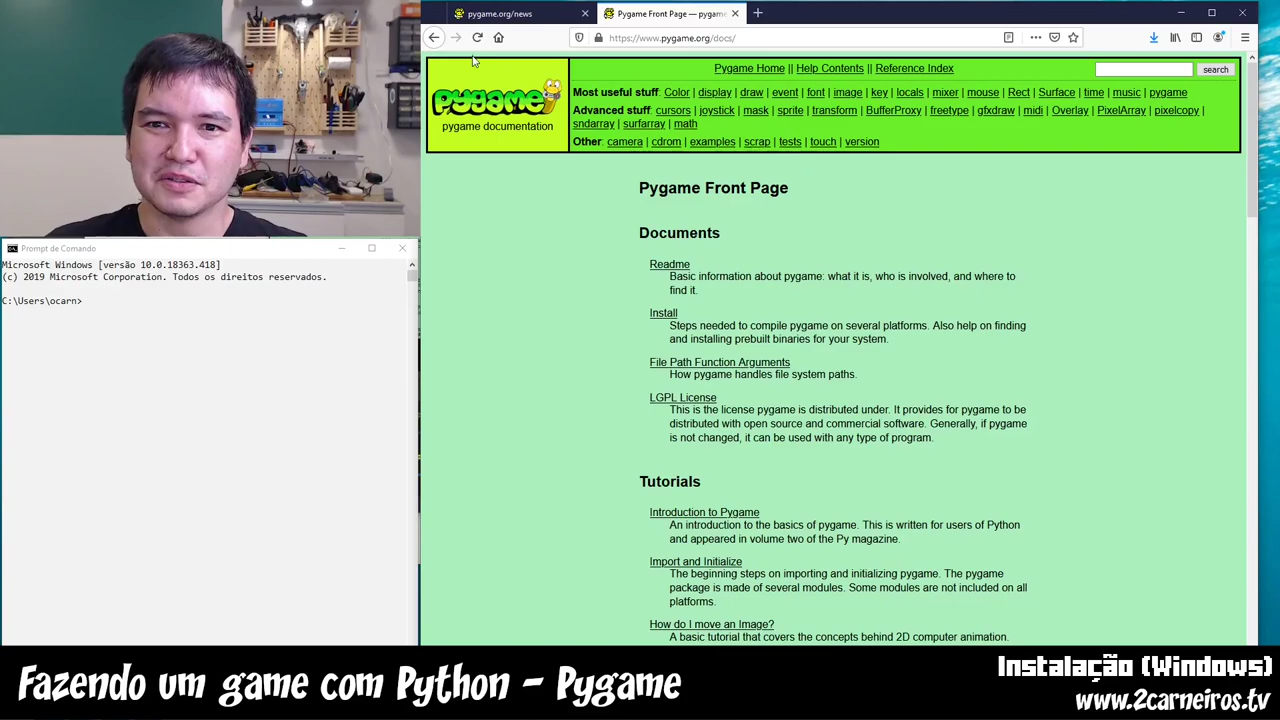 pygame.org/news
Pygame Front Page — pygame
https://www.pygame.org/docs/
pygame
pygame documentation
Pygame Home || Help Contents || Reference Index
search
Most useful stuff: Color | display | draw | event | font | image | key | locals | mixer | mouse | Rect | Surface | time | music | pygame
Advanced stuff: cursors | joystick | mask | sprite | transform | BufferProxy | freetype | gfxdraw | midi | Overlay | PixelArray | pixelcopy |
sndarray | surfarray | math
Other: camera | cdrom | examples | scrap | tests | touch | version
Pygame Front Page
Documents
Readme
Basic information about pygame: what it is, who is involved, and where to
find it.
Install
Steps needed to compile pygame on several platforms. Also help on finding
and installing prebuilt binaries for your system.
File Path Function Arguments
How pygame handles file system paths.
LGPL License
This is the license pygame is distributed under. It provides for pygame to be
distributed with open source and commercial software. Generally, if pygame
is not changed, it can be used with any type of program.
Tutorials
Introduction to Pygame
An introduction to the basics of pygame. This is written for users of Python
and appeared in volume two of the Py magazine.
Import and Initialize
The beginning steps on importing and initializing pygame. The pygame
package is made of several modules. Some modules are not included on all
platforms.
How do I move an Image?
A basic tutorial that covers the concepts behind 2D computer animation.
Prompt de Comando
Microsoft Windows [versão 10.0.18363.418]
(c) 2019 Microsoft Corporation. Todos os direitos reservados.
C:\Users\ocarn>
Fazendo um game com Python - Pygame
Instalação (Windows)
www.2carneiros.tv